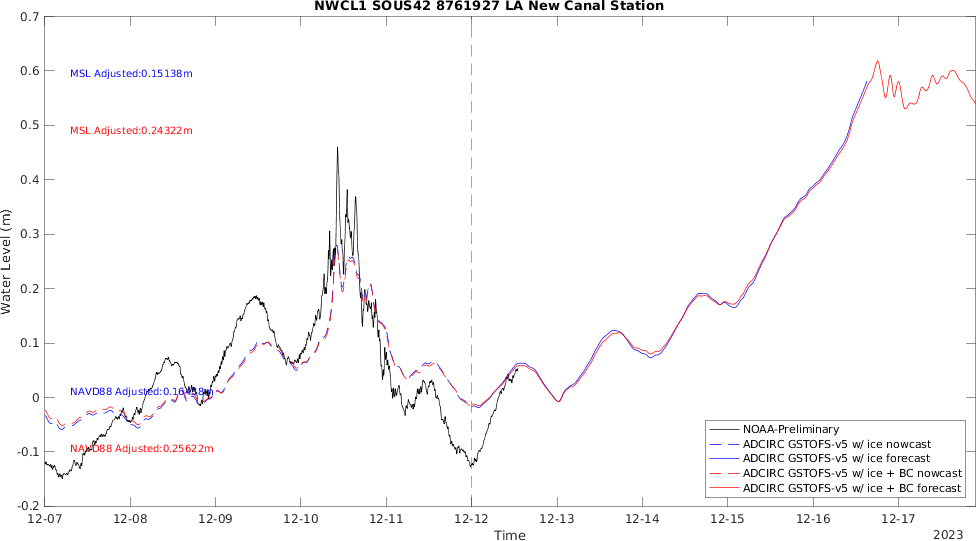 NWCL1 SOUS42 8761927 LA New Canal Station
0.7
0.6
0.5
0.4
0.3
0.2
0.1
0
-0.1
-0.2
Water Level (m)
MSL Adjusted:0.15138m
MSL Adjusted:0.24322m
NAVD88 Adjusted:0.16438m
NAVD88 Adjusted:0.25622m
NOAA-Preliminary
ADCIRC GSTOFS-v5 w/ ice nowcast
ADCIRC GSTOFS-v5 w/ ice forecast
ADCIRC GSTOFS-v5 w/ ice + BC nowcast
ADCIRC GSTOFS-v5 w/ ice + BC forecast
12-07 12-08 12-09 12-10 12-11 12-12 12-13 12-14 12-15 12-16 12-17
Time
2023